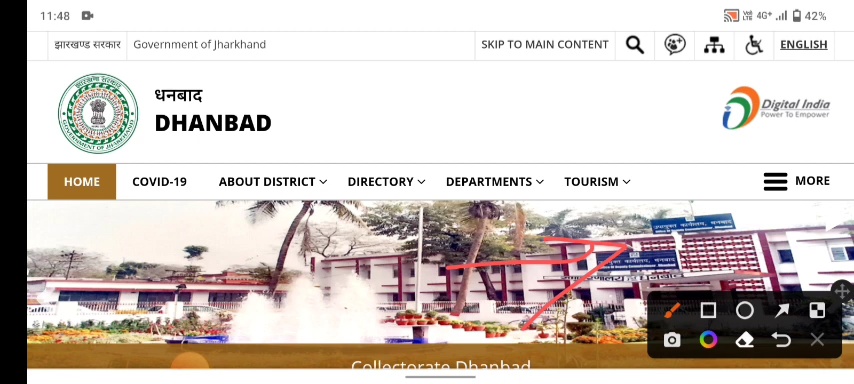 11:48 4G+ 42%
झारखण्ड सरकार Government of Jharkhand SKIP TO MAIN CONTENT ENGLISH
धनबाद
DHANBAD
Digital India
Power To Empower
HOME COVID-19 ABOUT DISTRICT DIRECTORY DEPARTMENTS TOURISM MORE
Collectorate Dhanbad